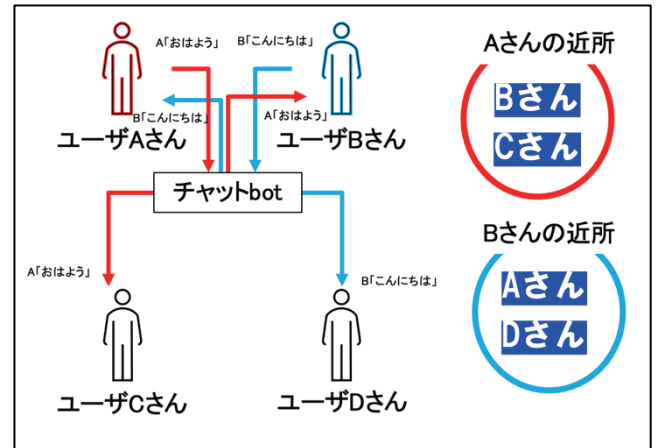 A「おはよう」
B「こんにちは」
Aさんの近所
Bさん
Cさん
B「こんにちは」
A「おはよう」
ユーザAさん
ユーザBさん
チャットbot
Bさんの近所
Aさん
Dさん
A「おはよう」
B「こんにちは」
ユーザCさん
ユーザDさん